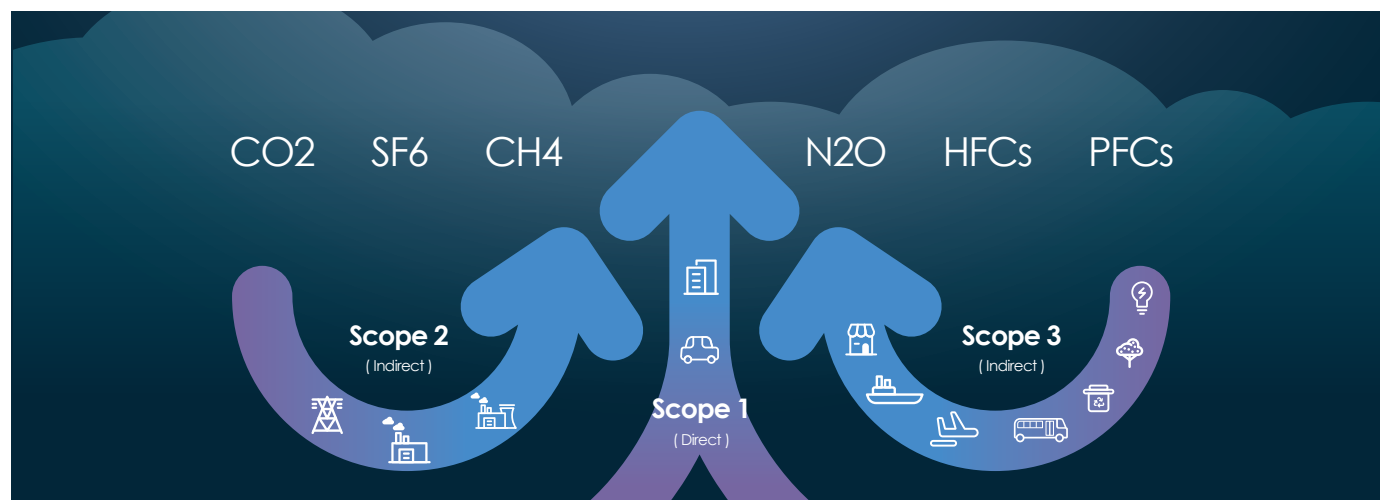 CO2 SF6 CH4 N2O HFCs PFCs
Scope 2
( Indirect )
Scope 3
( Indirect )
Scope 1
( Direct )